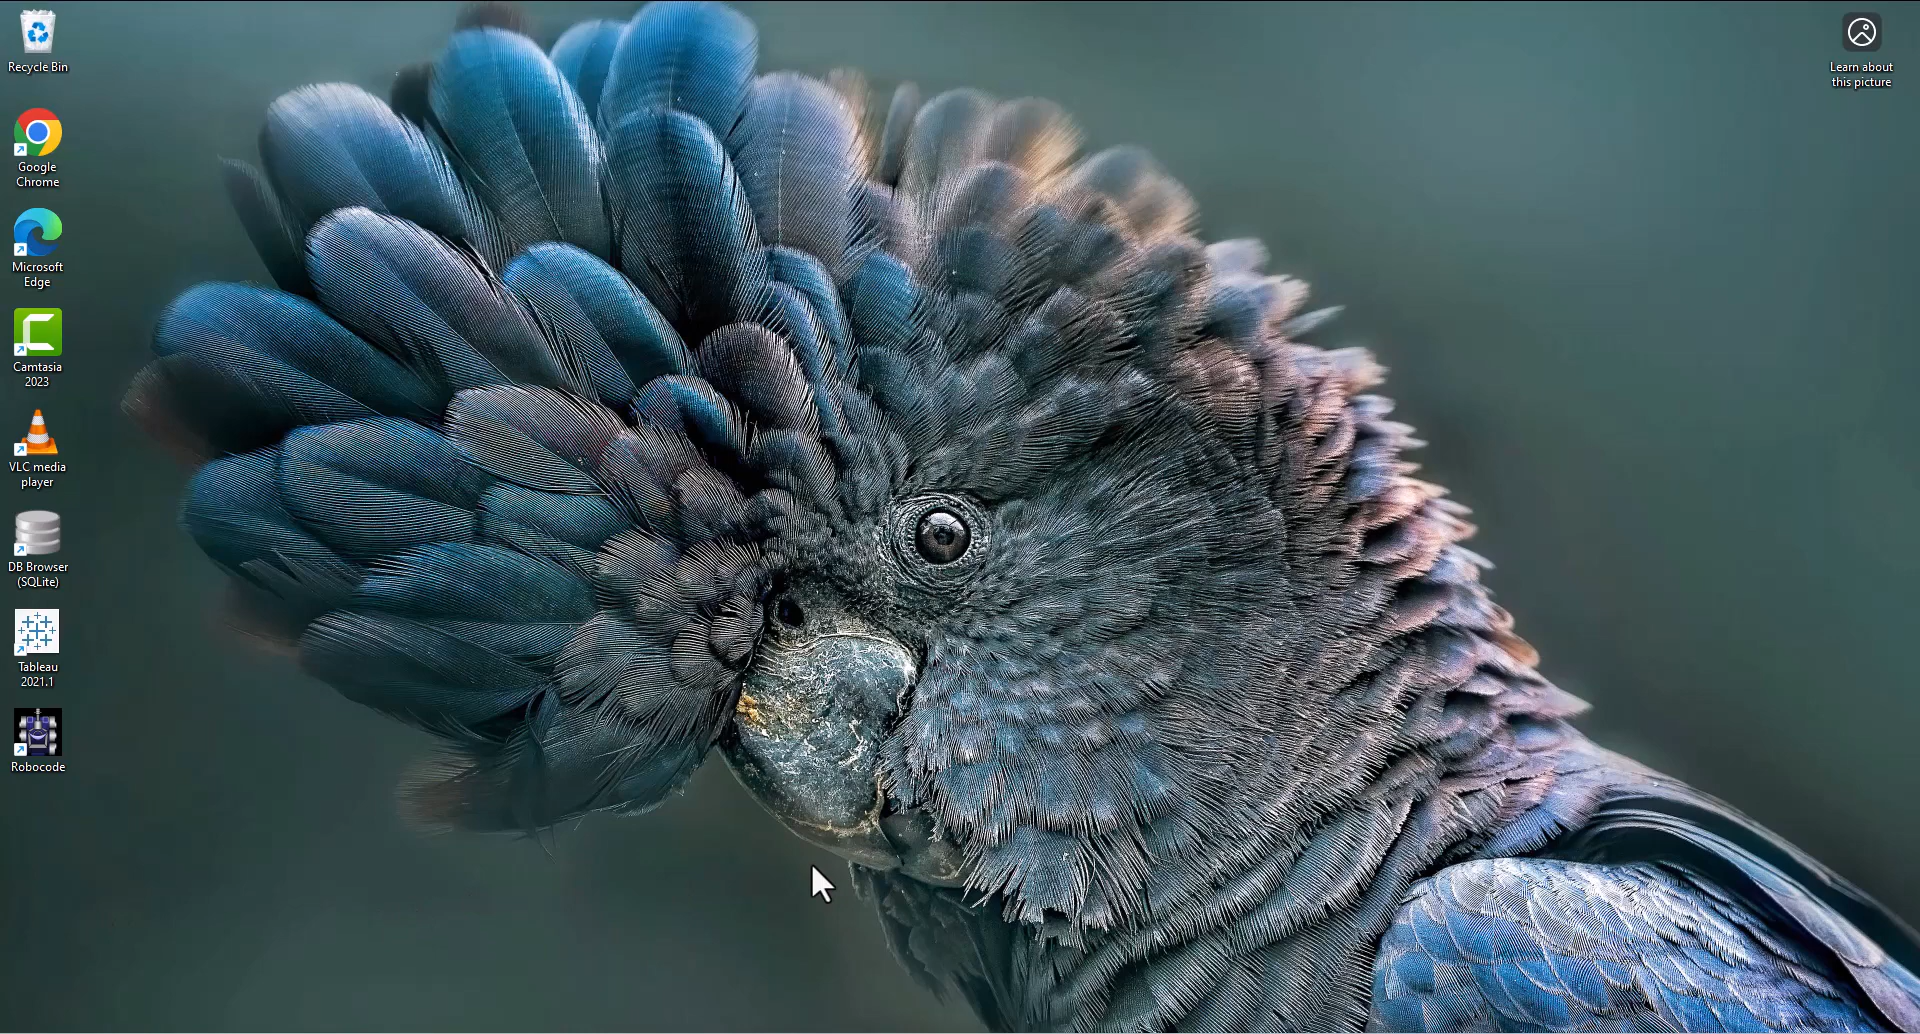 Recycle Bin
Google
Chrome
Microsoft
Edge
Camtasia
2023
VLC media
player
DB Browser
(SQLite)
Tableau
2021.1
Robocode
Learn about
this picture